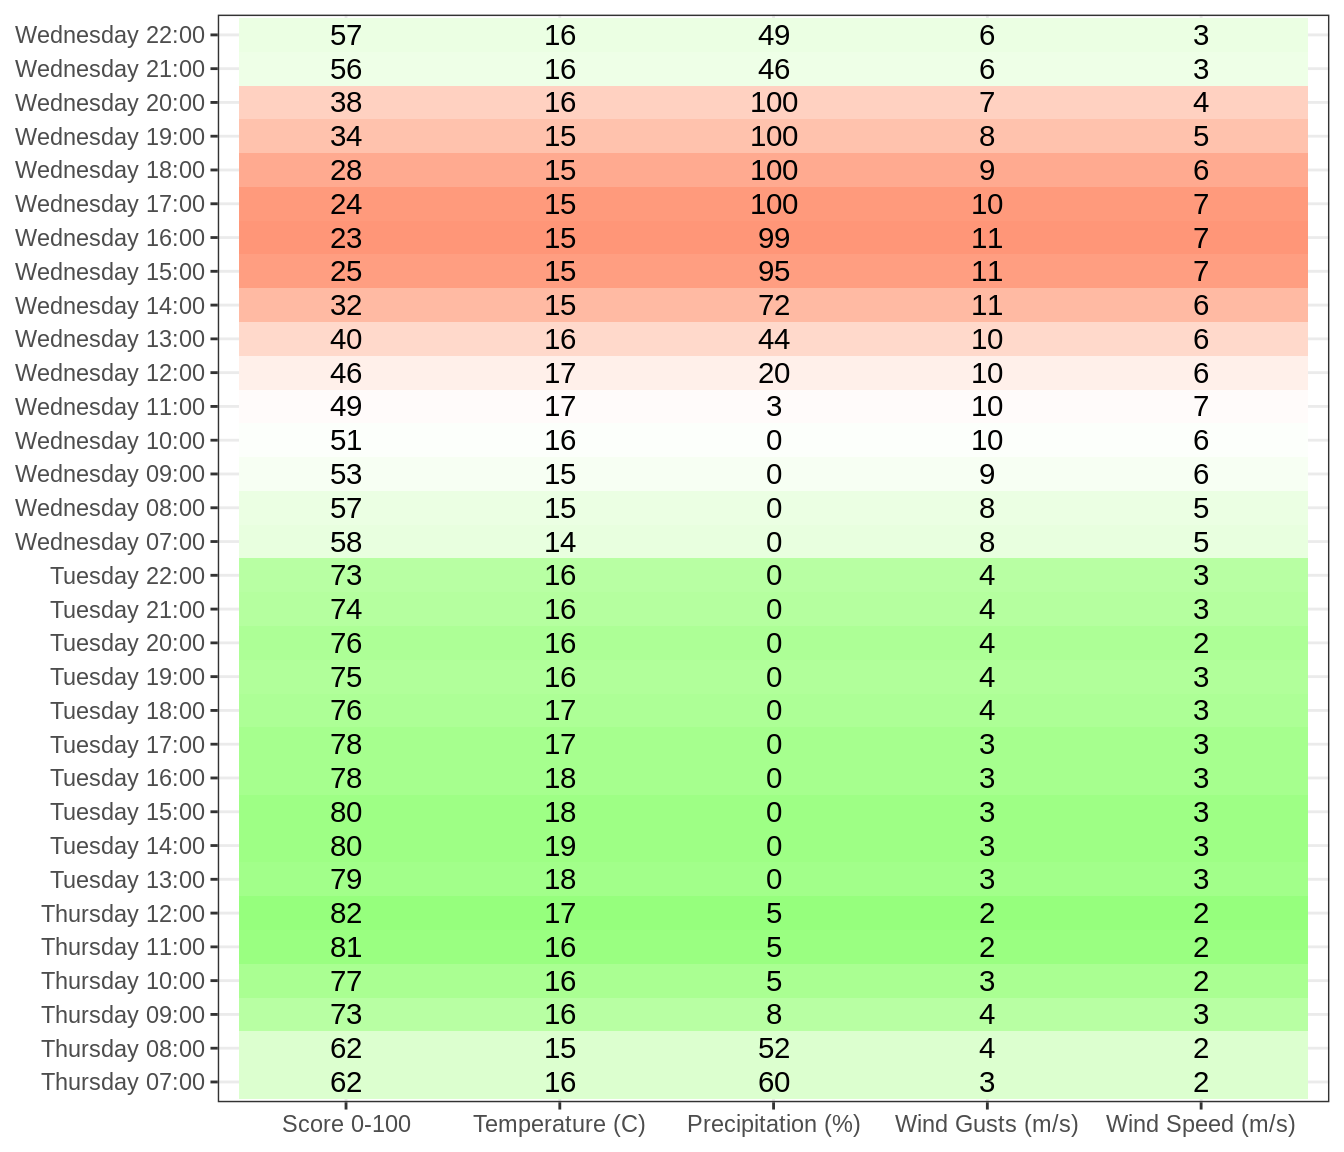 Wednesday 22:00 57 16 49 6 3
Wednesday 21:00 56 16 46 6 3
Wednesday 20:00 38 16 100 7 4
Wednesday 19:00 34 15 100 8 5
Wednesday 18:00 28 15 100 9 6
Wednesday 17:00 24 15 100 10 7
Wednesday 16:00 23 15 99 11 7
Wednesday 15:00 25 15 95 11 7
Wednesday 14:00 32 15 72 11 6
Wednesday 13:00 40 16 44 10 6
Wednesday 12:00 46 17 20 10 6
Wednesday 11:00 49 17 3 10 7
Wednesday 10:00 51 16 0 10 6
Wednesday 09:00 53 15 0 9 6
Wednesday 08:00 57 15 0 8 5
Wednesday 07:00 58 14 0 8 5
Tuesday 22:00 73 16 0 4 3
Tuesday 21:00 74 16 0 4 3
Tuesday 20:00 76 16 0 4 2
Tuesday 19:00 75 16 0 4 3
Tuesday 18:00 76 17 0 4 3
Tuesday 17:00 78 17 0 3 3
Tuesday 16:00 78 18 0 3 3
Tuesday 15:00 80 18 0 3 3
Tuesday 14:00 80 19 0 3 3
Tuesday 13:00 79 18 0 3 3
Thursday 12:00 82 17 5 2 2
Thursday 11:00 81 16 5 2 2
Thursday 10:00 77 16 5 3 2
Thursday 09:00 73 16 8 4 3
Thursday 08:00 62 15 52 4 2
Thursday 07:00 62 16 60 3 2
Score 0-100 Temperature (C) Precipitation (%) Wind Gusts (m/s) Wind Speed (m/s)